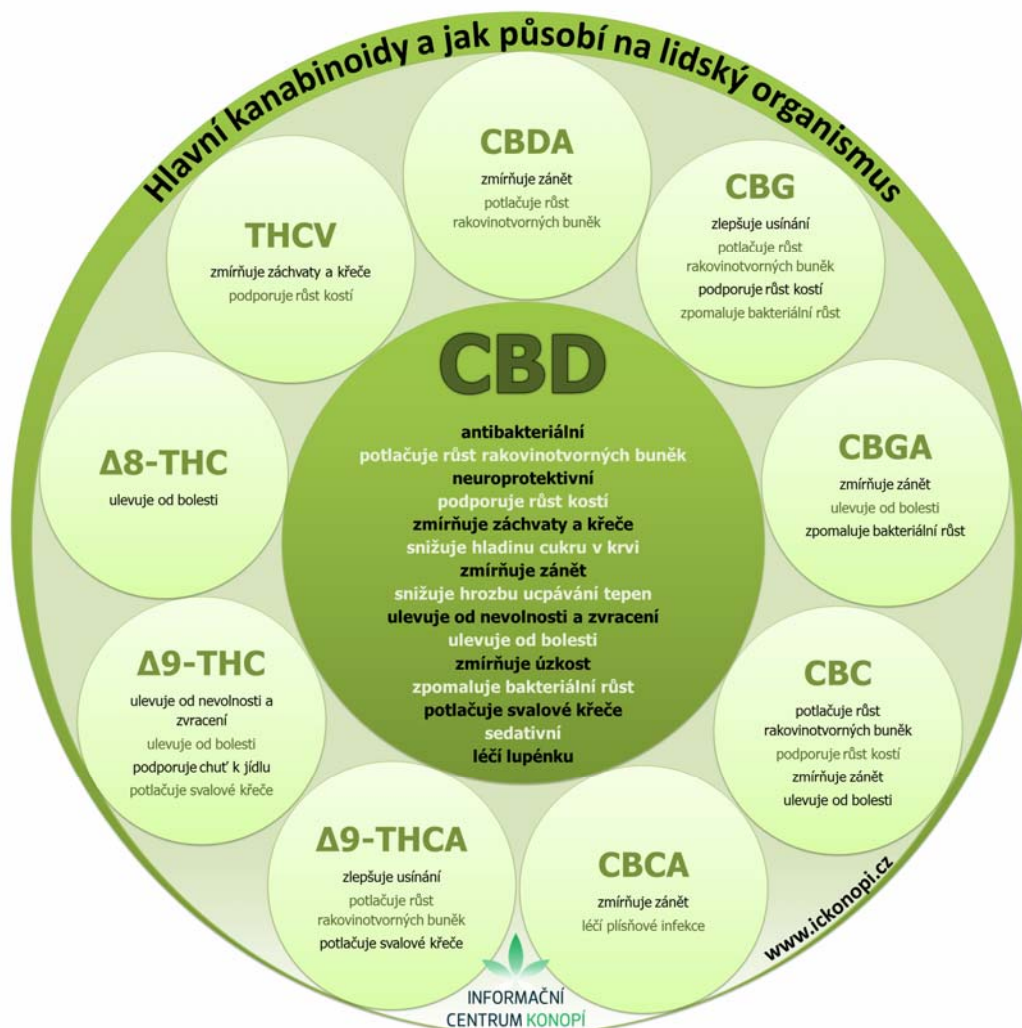 Hlavní kanabinoidy a jak působí na lidský organismus
CBDA
zmírňuje zánět
potlačuje růst
rakovinotvorných buněk
CBG
zlepšuje usínání
potlačuje růst
rakovinotvorných buněk
podporuje růst kostí
zpomaluje bakteriální růst
THCV
zmírňuje záchvaty a křeče
podporuje růst kostí
CBD
antibakteriální
potlačuje růst rakovinotvorných buněk
neuroprotektivní
podporuje růst kostí
zmírňuje záchvaty a křeče
snižuje hladinu cukru v krvi
zmírňuje zánět
snižuje hrozbu ucpávání tepen
ulevuje od nevolnosti a zvracení
ulevuje od bolesti
zmírňuje úzkost
zpomaluje bakteriální růst
potlačuje svalové křeče
sedativní
léčí lupénku
Δ8-THC
ulevuje od bolesti
CBGA
zmírňuje zánět
ulevuje od bolesti
zpomaluje bakteriální růst
Δ9-THC
ulevuje od nevolnosti a
zvracení
ulevuje od bolesti
podporuje chuť k jídlu
potlačuje svalové křeče
CBC
potlačuje růst
rakovinotvorných buněk
podporuje růst kostí
zmírňuje zánět
ulevuje od bolesti
Δ9-THCA
zlepšuje usínání
potlačuje růst
rakovinotvorných buněk
potlačuje svalové křeče
CBCA
zmírňuje zánět
léčí plísňové infekce
www.ickonopi.cz
INFORMAČNÍ
CENTRUM KONOPÍ